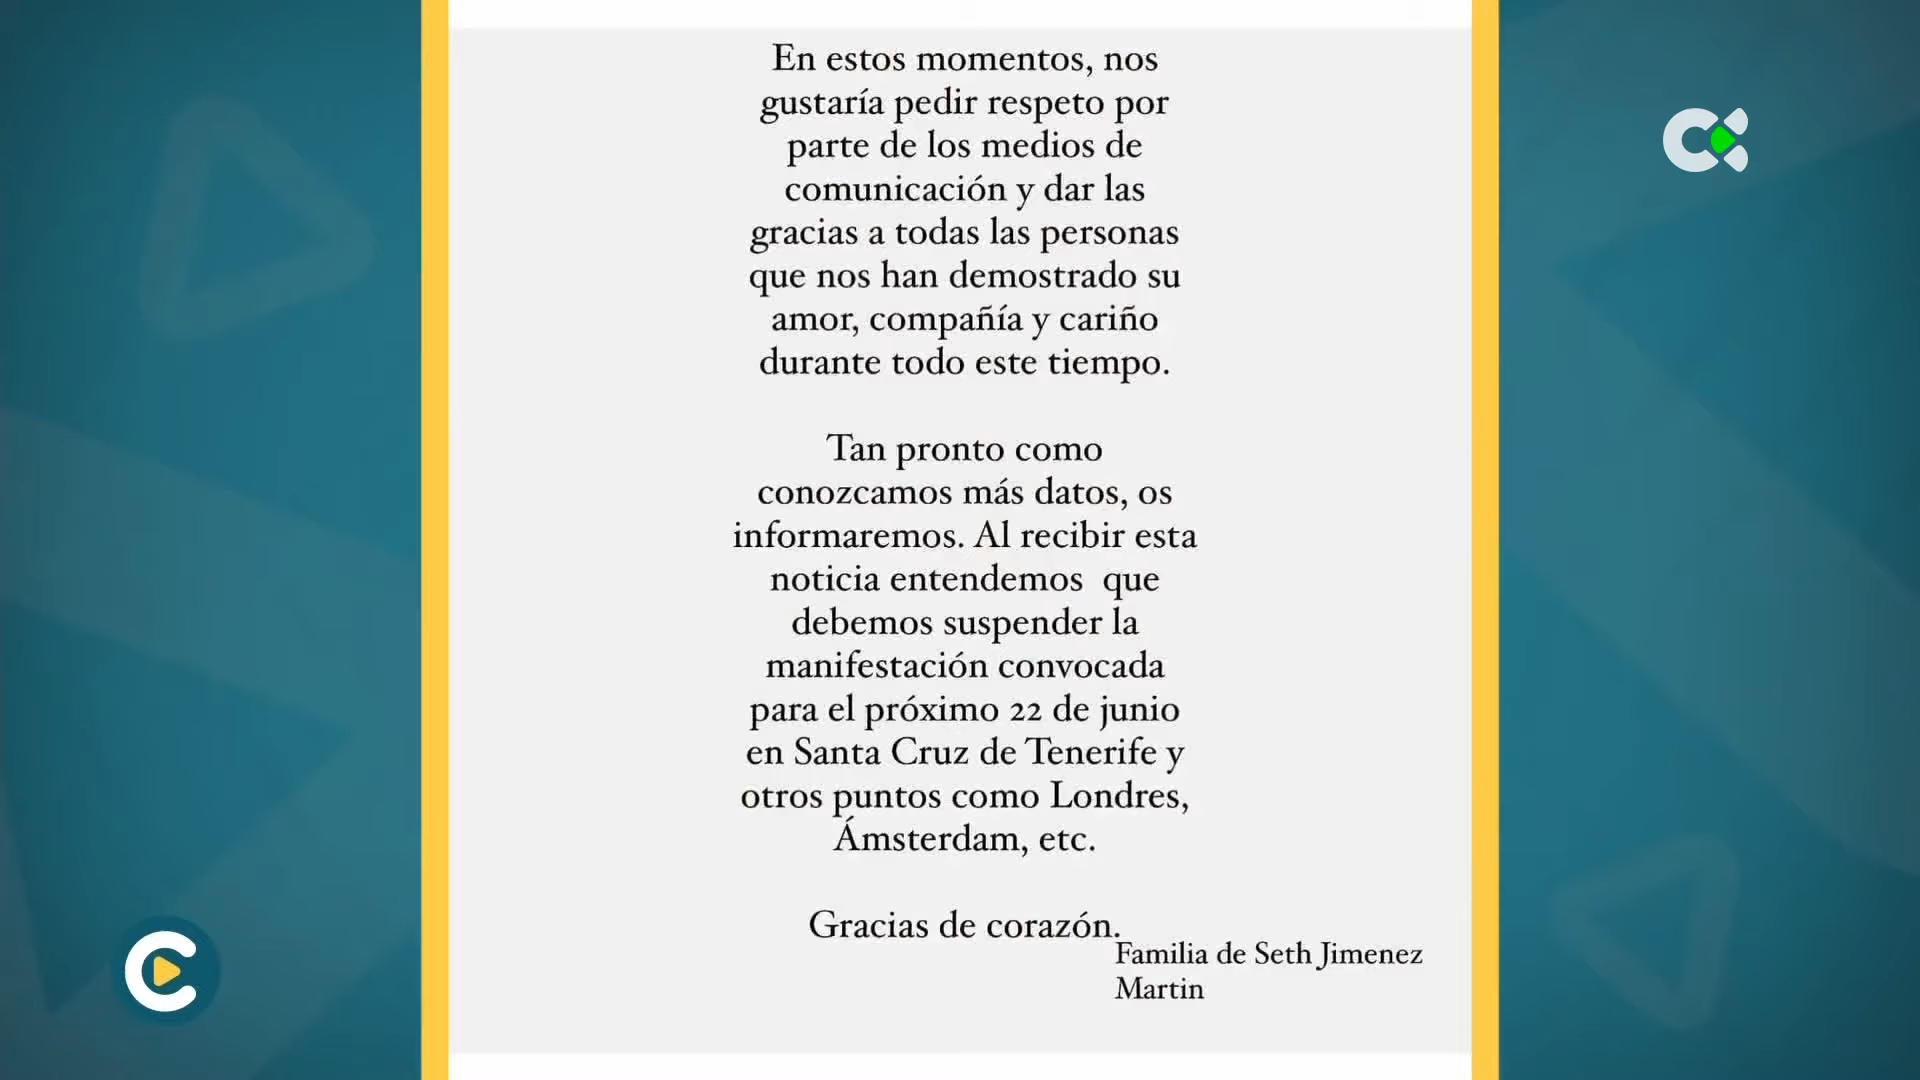 En estos momentos, nos
gustaría pedir respeto por
parte de los medios de
comunicación y dar las
gracias a todas las personas
que nos han demostrado su
amor, compañía y cariño
durante todo este tiempo.
Tan pronto como
conozcamos más datos, os
informaremos. Al recibir esta
noticia entendemos  que
debemos suspender la
manifestación convocada
para el próximo 22 de junio
en Santa Cruz de Tenerife y
otros puntos como Londres,
Ámsterdam, etc.
Gracias de corazón.
Familia de Seth Jimenez
Martin